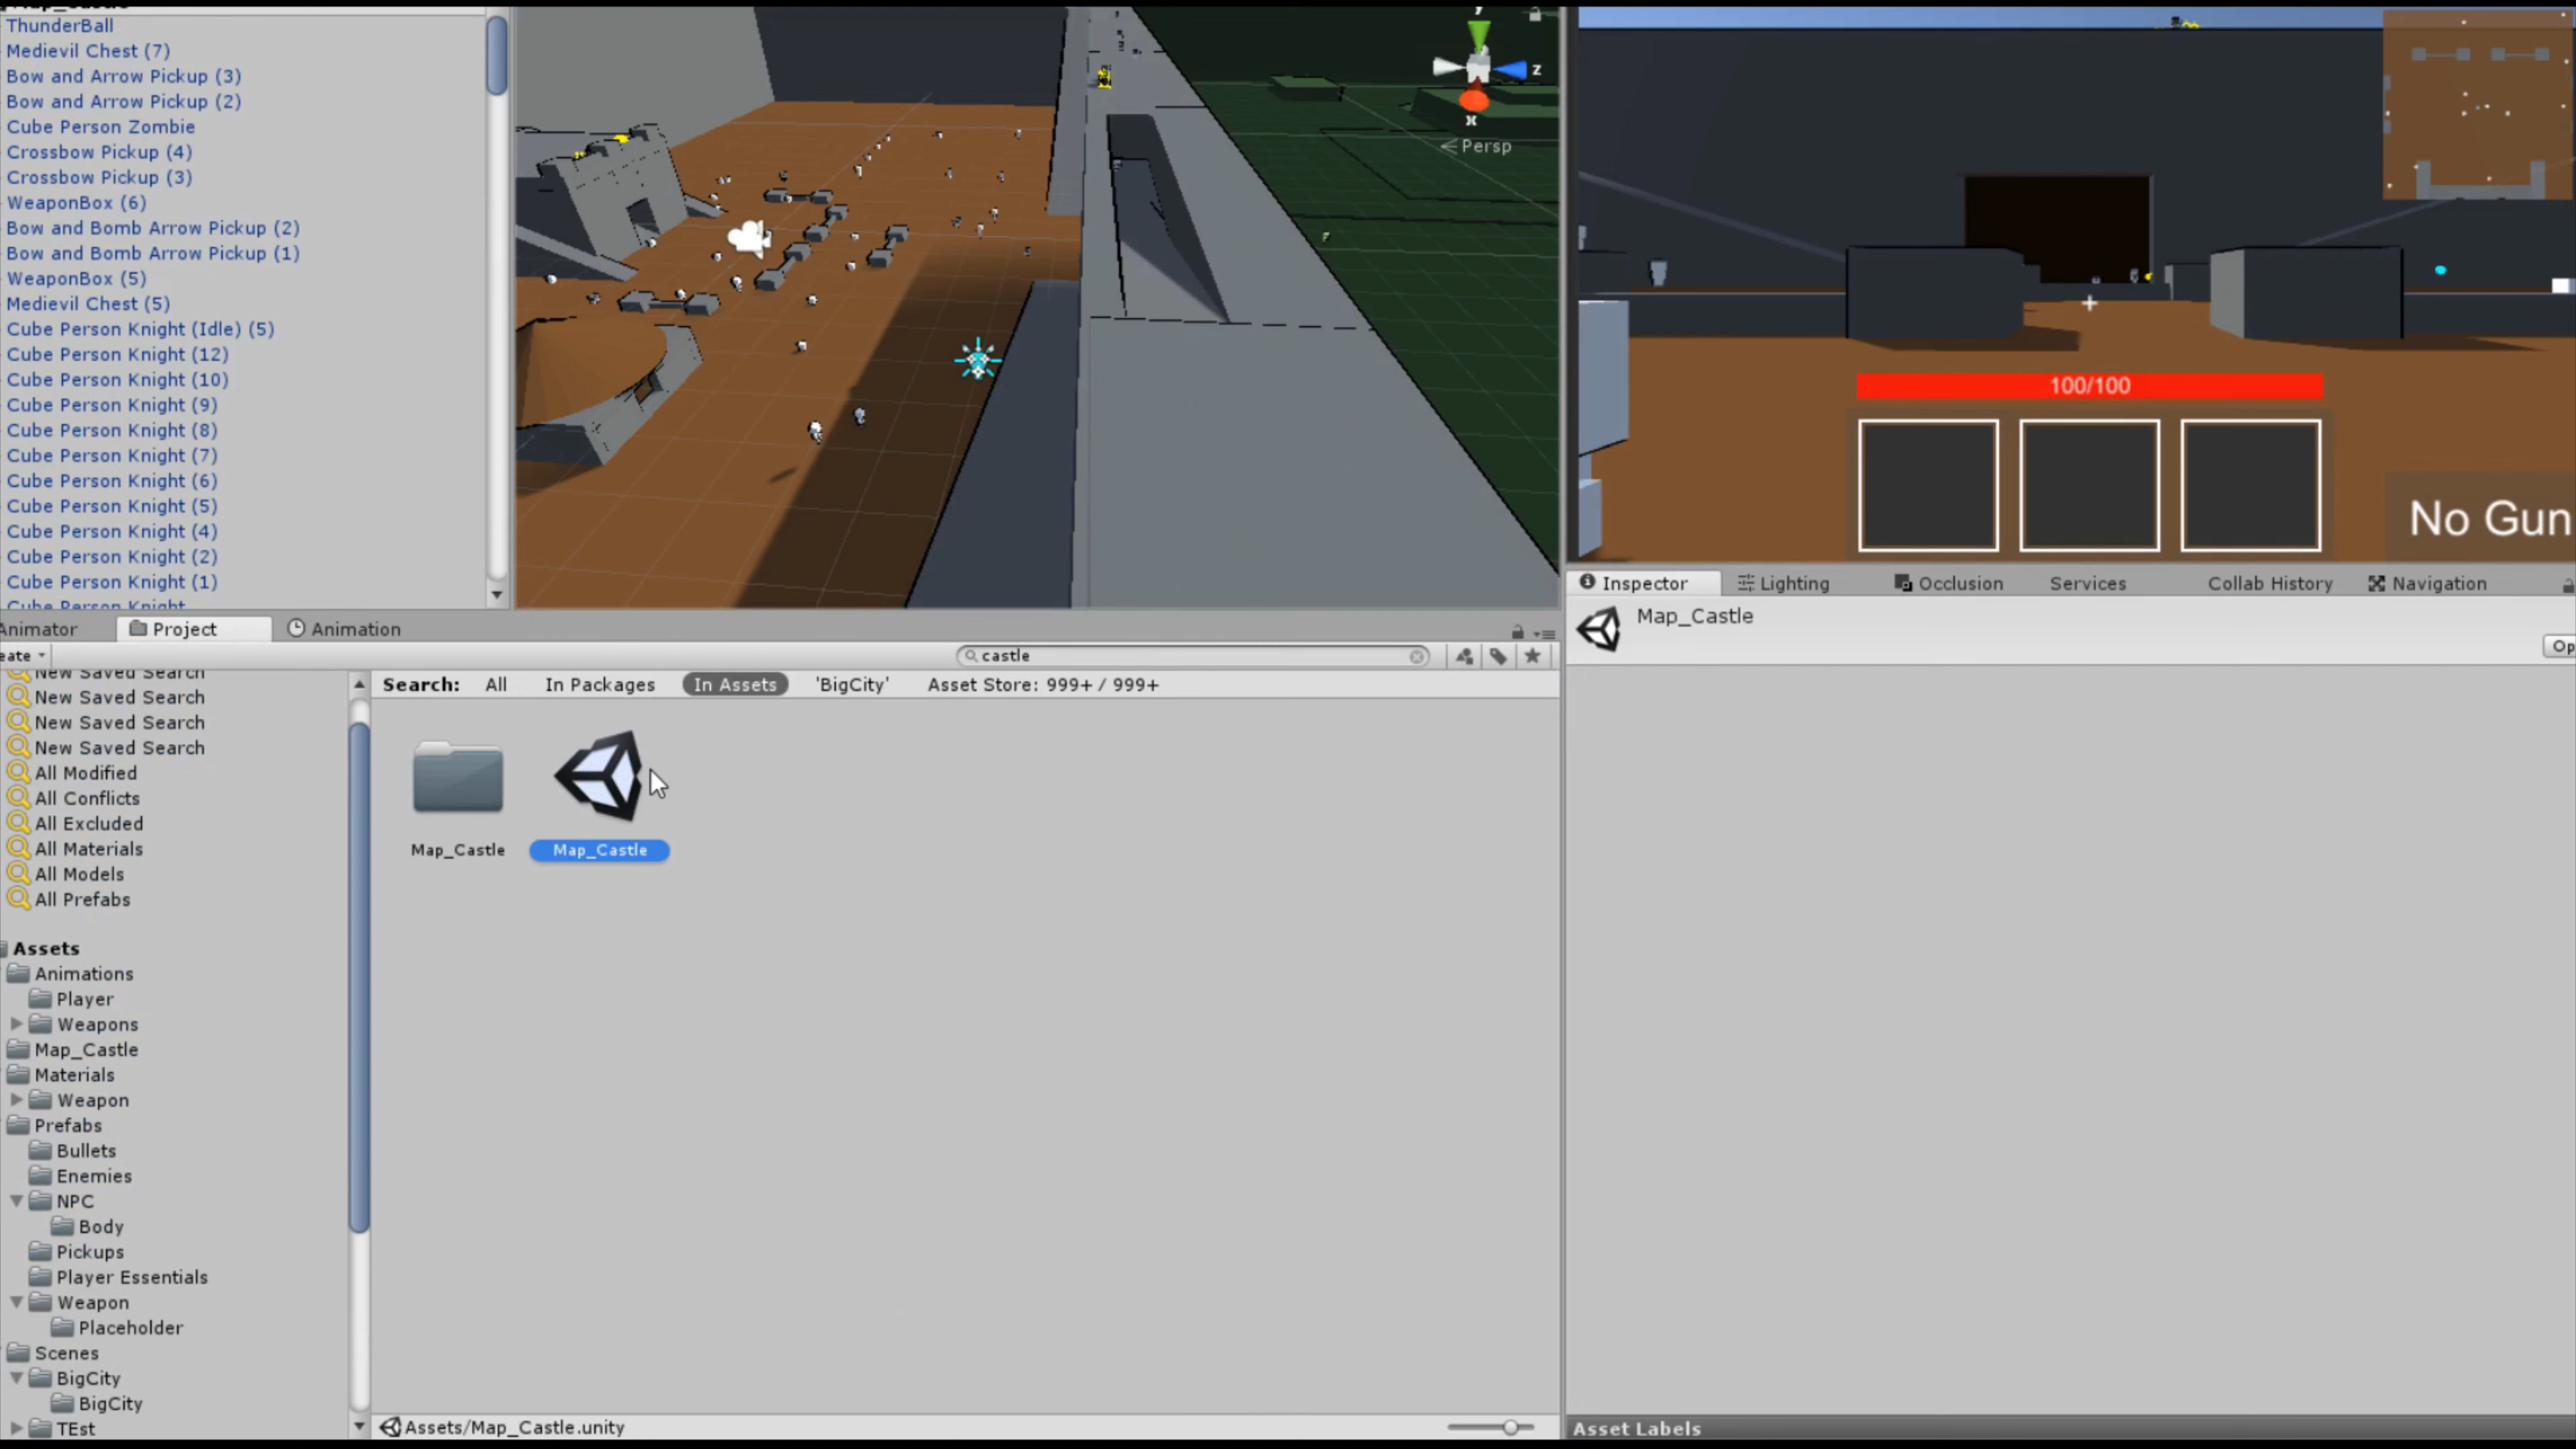 ThunderBall
Medievil Chest (7)
Bow and Arrow Pickup (3)
Bow and Arrow Pickup (2)
Cube Person Zombie
Crossbow Pickup (4)
Crossbow Pickup (3)
WeaponBox (6)
Bow and Bomb Arrow Pickup (2)
Bow and Bomb Arrow Pickup (1)
WeaponBox (5)
Medievil Chest (5)
Cube Person Knight (Idle) (5)
Cube Person Knight (12)
Cube Person Knight (10)
Cube Person Knight (9)
Cube Person Knight (8)
Cube Person Knight (7)
Cube Person Knight (6)
Cube Person Knight (5)
Cube Person Knight (4)
Cube Person Knight (2)
Cube Person Knight (1)
Cube Person Knight
y
z
x
Persp
100/100
No Gun
Inspector Lighting Occlusion Services Collab History Navigation
Map_Castle
Op
Animator Project Animation
eate
castle
Search: All In Packages In Assets 'BigCity' Asset Store: 999+ / 999+
New Saved Search
New Saved Search
New Saved Search
New Saved Search
All Modified
All Conflicts
All Excluded
All Materials
All Models
All Prefabs
Assets
Animations
Player
Weapons
Map_Castle
Materials
Weapon
Prefabs
Bullets
Enemies
NPC
Body
Pickups
Player Essentials
Weapon
Placeholder
Scenes
BigCity
BigCity
TEst
Map_Castle Map_Castle
Assets/Map_Castle.unity
Asset Labels